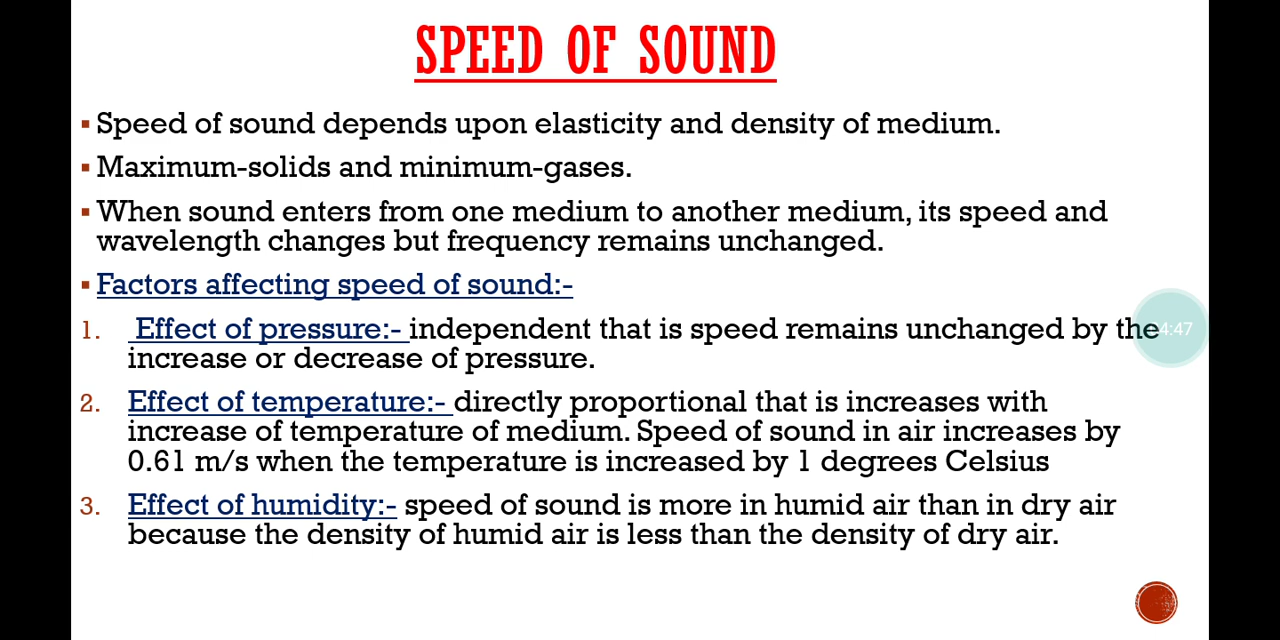 SPEED OF SOUND
▪ Speed of sound depends upon elasticity and density of medium.
▪ Maximum-solids and minimum-gases.
▪ When sound enters from one medium to another medium, its speed and
wavelength changes but frequency remains unchanged.
▪ Factors affecting speed of sound:-
1. Effect of pressure:- independent that is speed remains unchanged by the
increase or decrease of pressure.
2. Effect of temperature:- directly proportional that is increases with
increase of temperature of medium. Speed of sound in air increases by
0.61 m/s when the temperature is increased by 1 degrees Celsius
3. Effect of humidity:- speed of sound is more in humid air than in dry air
because the density of humid air is less than the density of dry air.
4:47